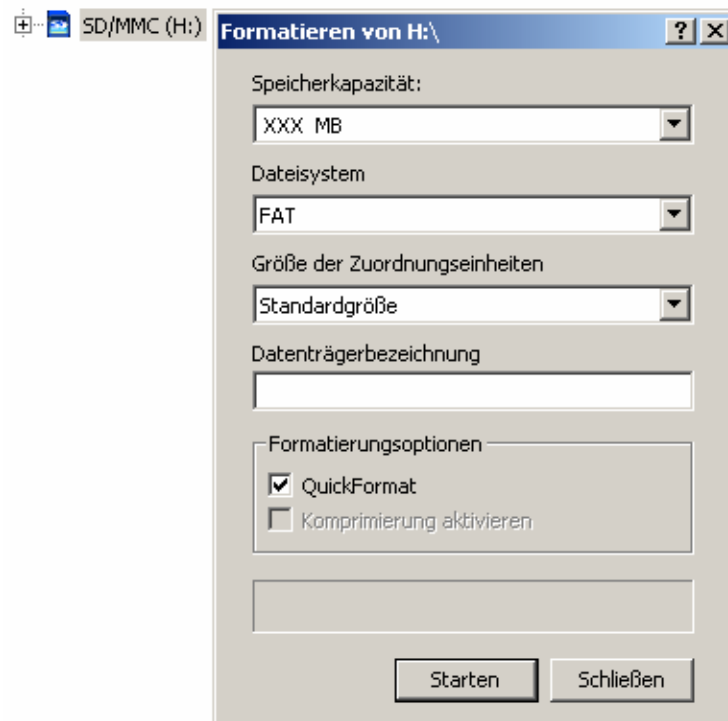 SD/MMC (H:)
Formatieren von H:\
Speicherkapazität:
XXX MB
Dateisystem
FAT
Größe der Zuordnungseinheiten
Standardgröße
Datenträgerbezeichnung
Formatierungsoptionen
QuickFormat
Komprimierung aktivieren
Starten
Schließen